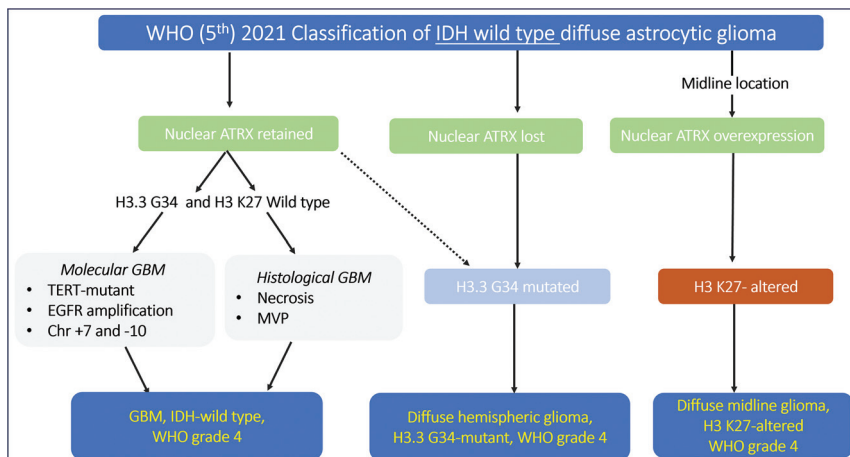 WHO (5th) 2021 Classification of IDH wild type diffuse astrocytic glioma
Midline location
Nuclear ATRX retained
Nuclear ATRX lost
Nuclear ATRX overexpression
H3.3 G34 and H3 K27 Wild type
Molecular GBM
• TERT-mutant
• EGFR amplification
• Chr +7 and -10
Histological GBM
• Necrosis
• MVP
H3.3 G34 mutated
H3 K27- altered
GBM, IDH-wild type,
WHO grade 4
Diffuse hemispheric glioma,
H3.3 G34-mutant, WHO grade 4
Diffuse midline glioma,
H3 K27-altered
WHO grade 4